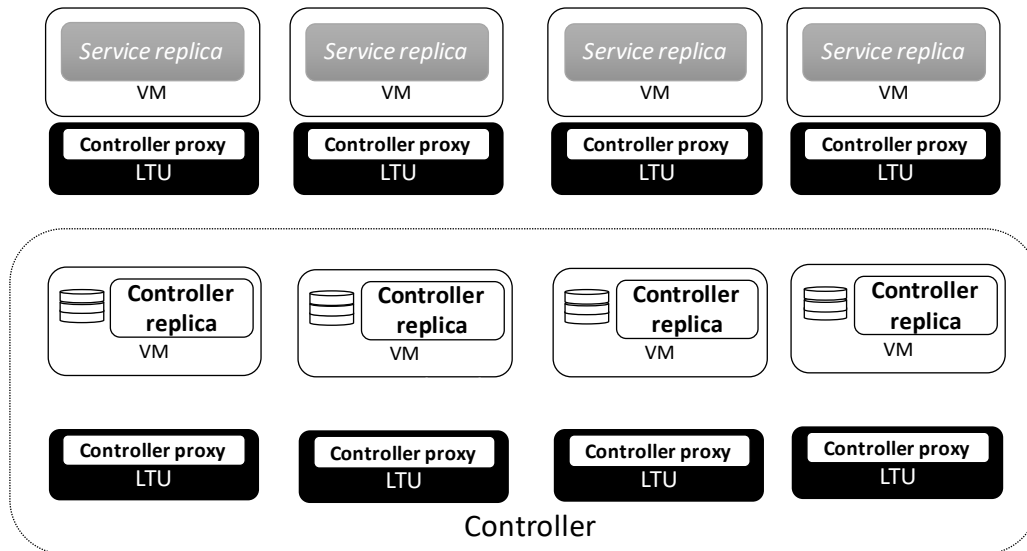 Service replica Service replica Service replica Service replica
VM VM VM VM
Controller proxy Controller proxy Controller proxy Controller proxy
LTU LTU LTU LTU
Controller Controller Controller Controller
replica replica replica replica
VM VM VM VM
Controller proxy Controller proxy Controller proxy Controller proxy
LTU LTU LTU LTU
Controller